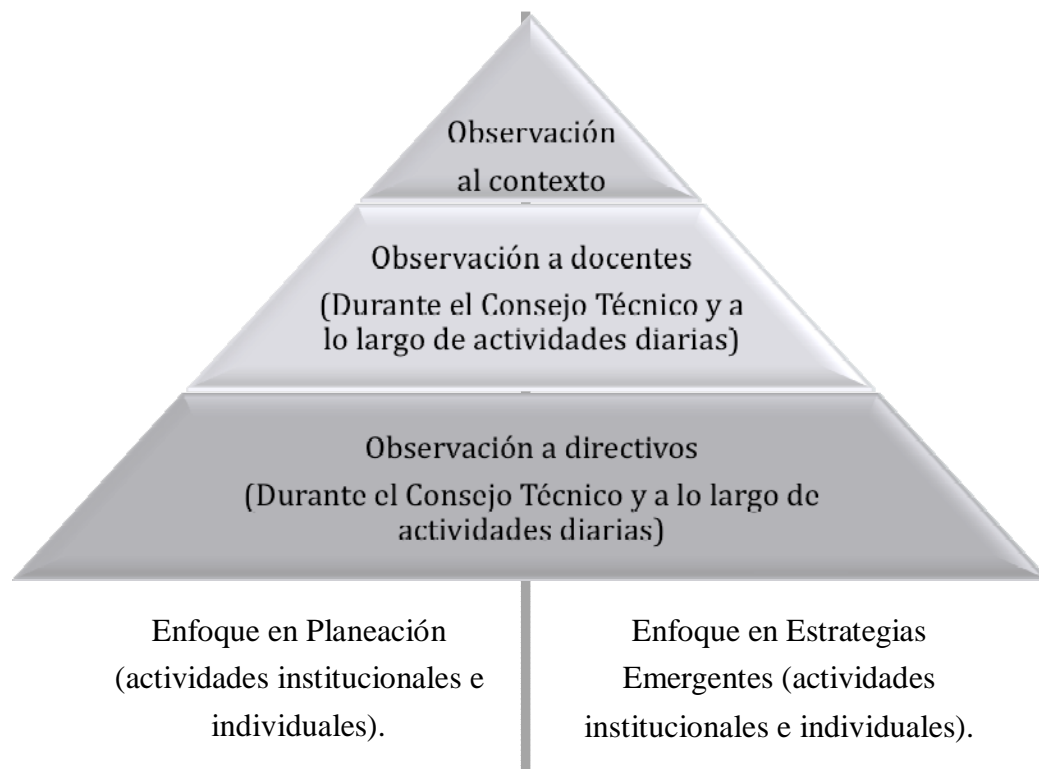 Observación
al contexto
Observación a docentes
(Durante el Consejo Técnico y a
lo largo de actividades diarias)
Observación a directivos
(Durante el Consejo Técnico y a lo largo de
actividades diarias)
Enfoque en Planeación
(actividades institucionales e
individuales).
Enfoque en Estrategias
Emergentes (actividades
institucionales e individuales).